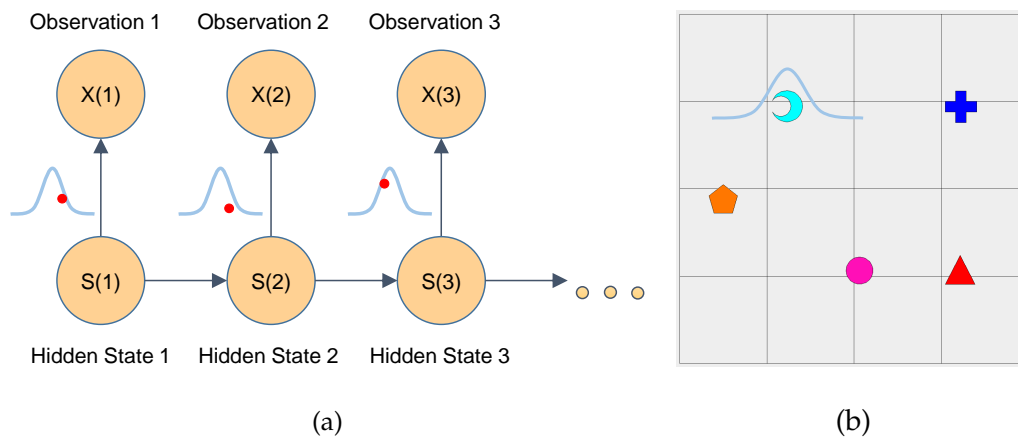 Observation 1 Observation 2 Observation 3
X(1) X(2) X(3)
S(1) S(2) S(3)
Hidden State 1 Hidden State 2 Hidden State 3
(a)
(b)